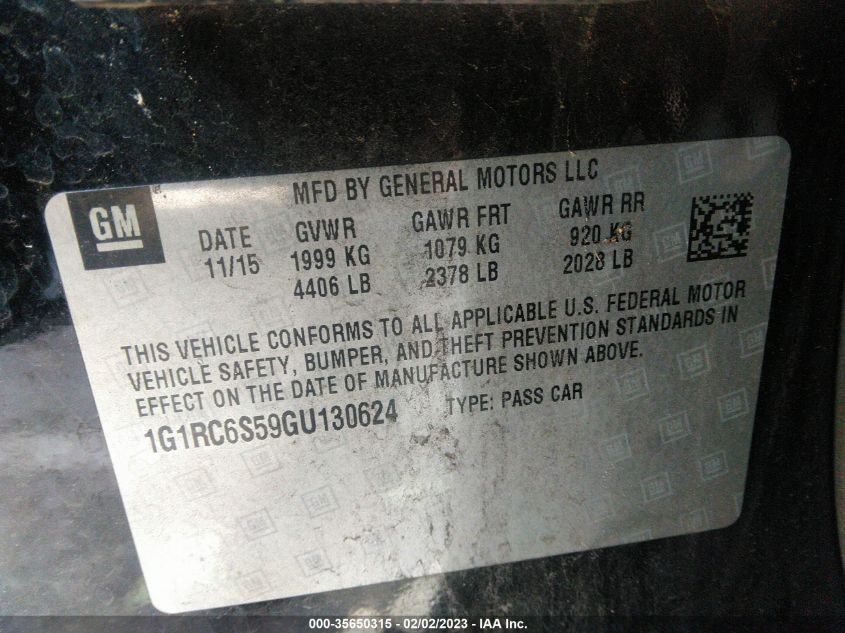 MFD BY GENERAL MOTORS LLC
GM
DATE GVWR GAWR FRT GAWR RR
11/15 1999 KG 1079 KG 920 KG
4406 LB 2378 LB 2028 LB
THIS VEHICLE CONFORMS TO ALL APPLICABLE U.S. FEDERAL MOTOR
VEHICLE SAFETY, BUMPER, AND THEFT PREVENTION STANDARDS IN
EFFECT ON THE DATE OF MANUFACTURE SHOWN ABOVE.
1G1RC6S59GU130624 TYPE: PASS CAR
000-35650315 - 02/02/2023 - IAA Inc.